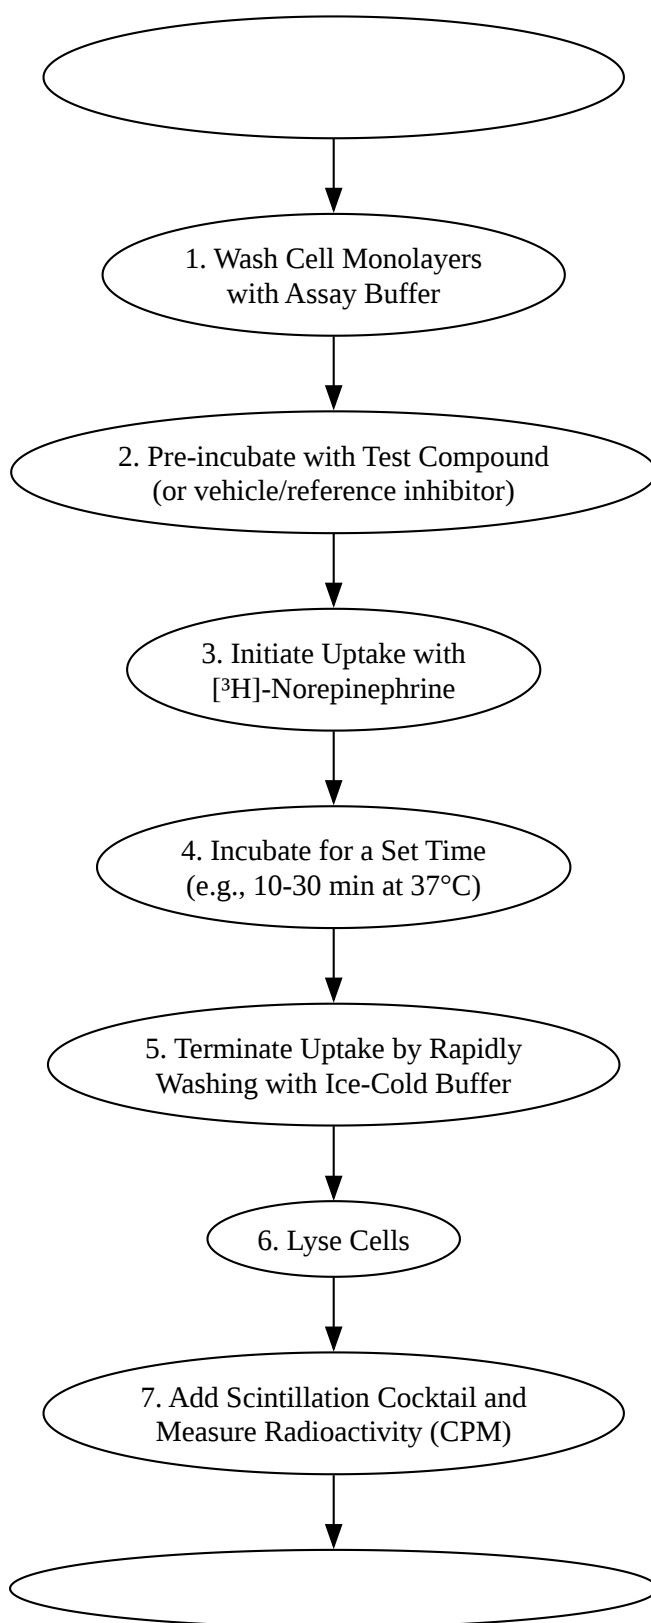 1. Wash Cell Monolayers
with Assay Buffer
2. Pre-incubate with Test Compound
(or vehicle/reference inhibitor)
3. Initiate Uptake with
[³H]-Norepinephrine
4. Incubate for a Set Time
(e.g., 10-30 min at 37°C)
5. Terminate Uptake by Rapidly
Washing with Ice-Cold Buffer
6. Lyse Cells
7. Add Scintillation Cocktail and
Measure Radioactivity (CPM)